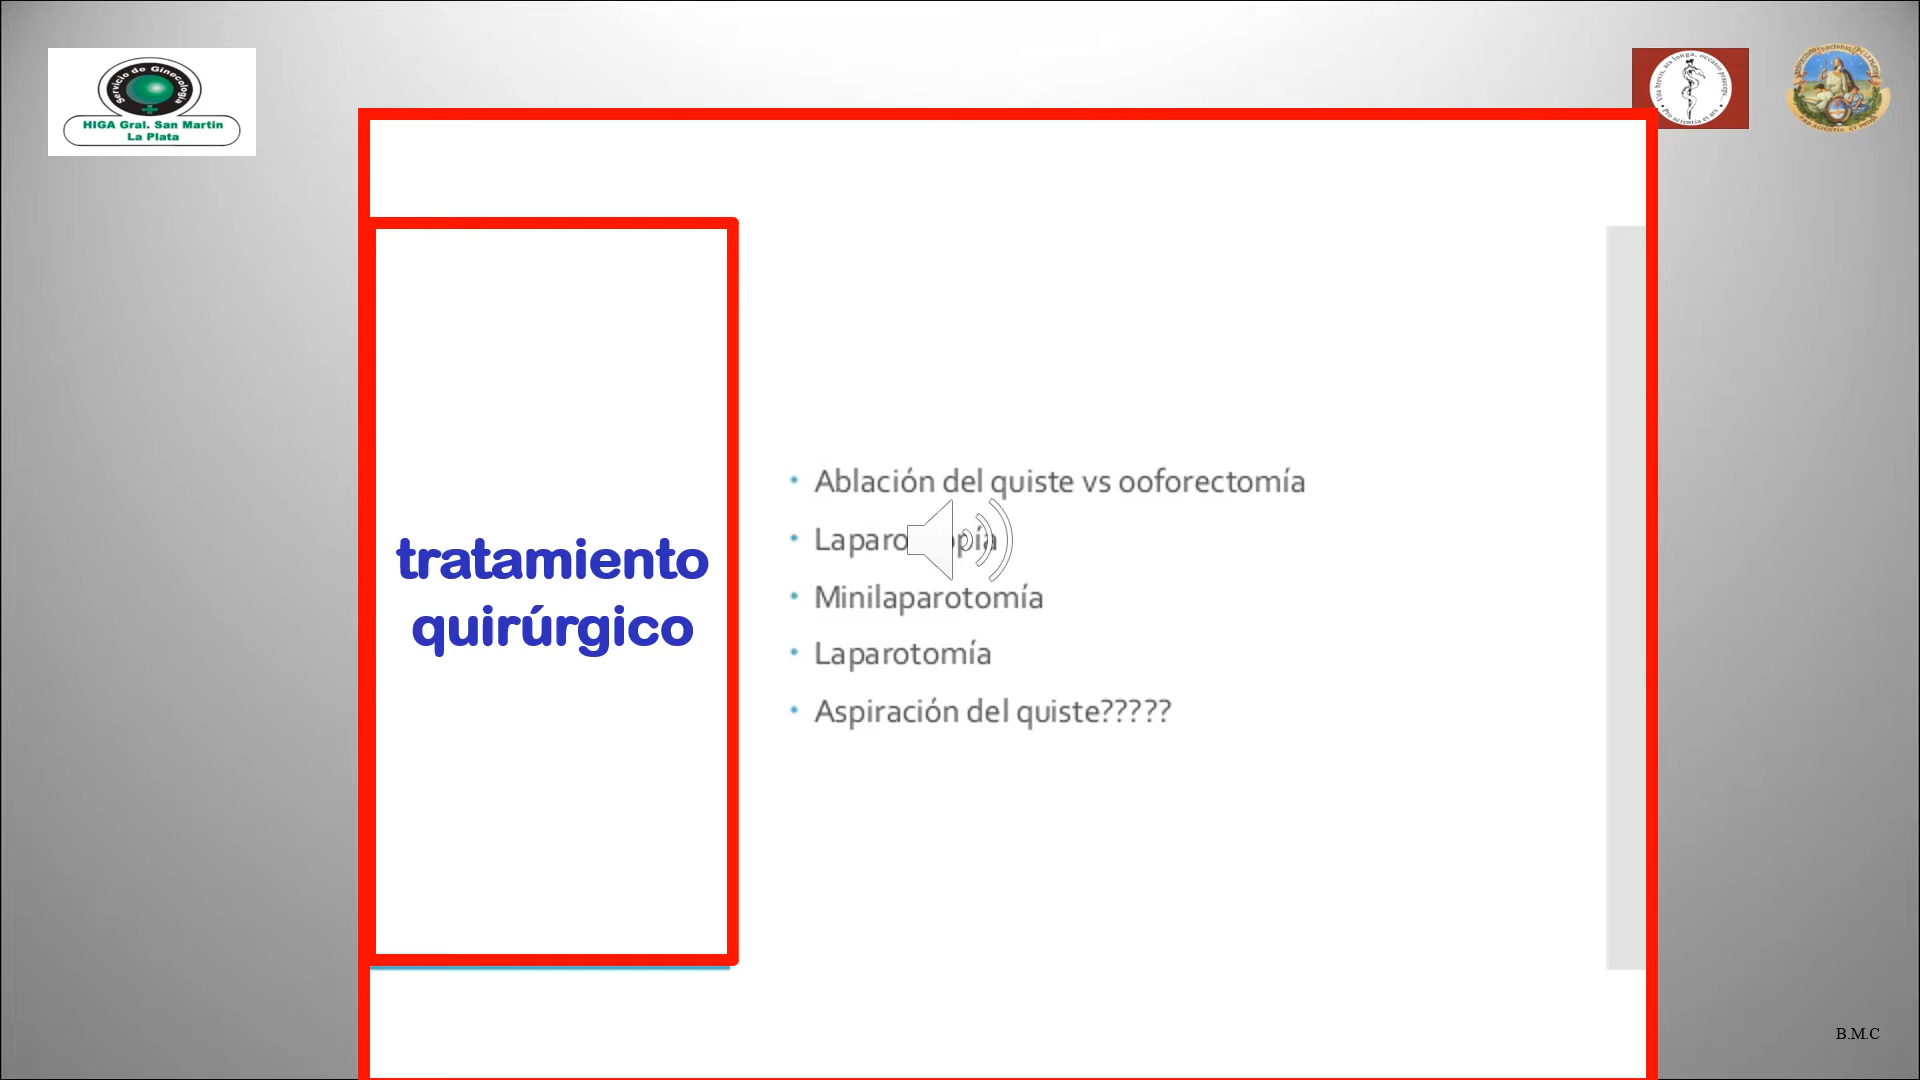 Servicio de Ginecología
HIGA Gral. San Martin
La Plata
tratamiento
quirúrgico
• Ablación del quiste vs ooforectomía
• Minilaparotomía
• Laparotomía
• Aspiración del quiste?????
B.M.C